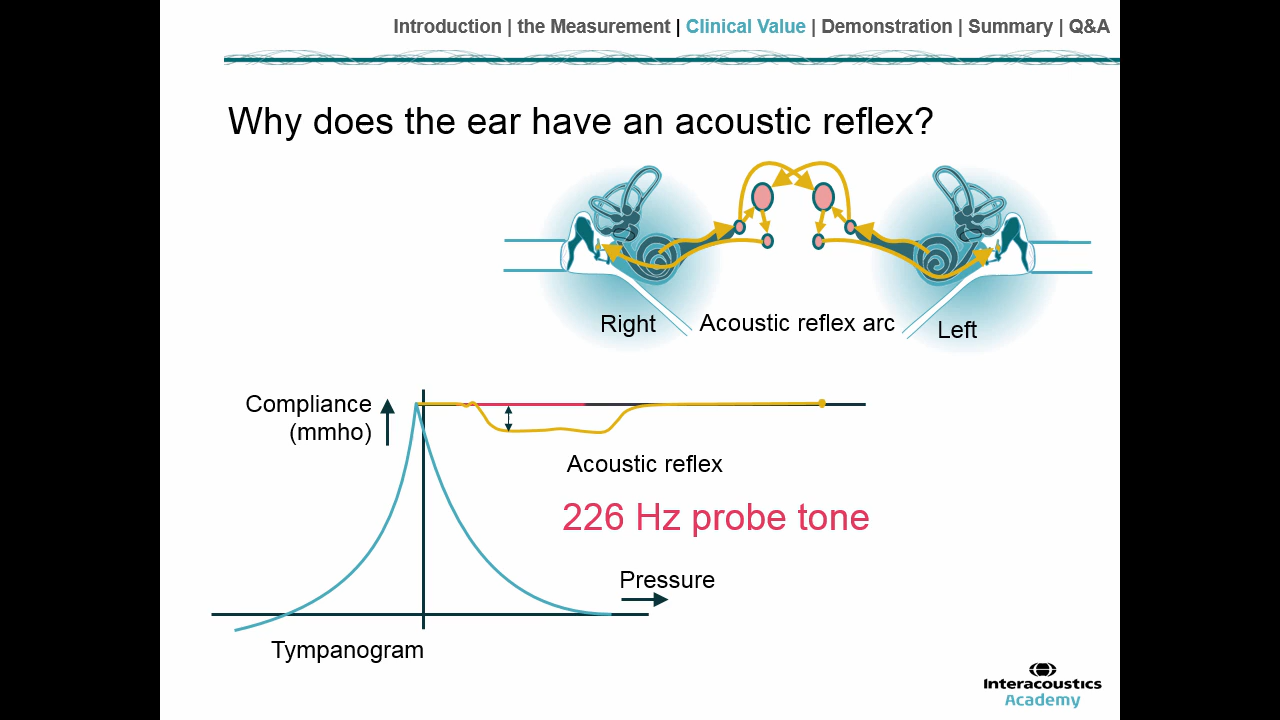 Introduction | the Measurement | Clinical Value | Demonstration | Summary | Q&A
Why does the ear have an acoustic reflex?
Right
Acoustic reflex arc
Left
Compliance
(mmho)
Acoustic reflex
226 Hz probe tone
Pressure
Tympanogram
Interacoustics
Academy